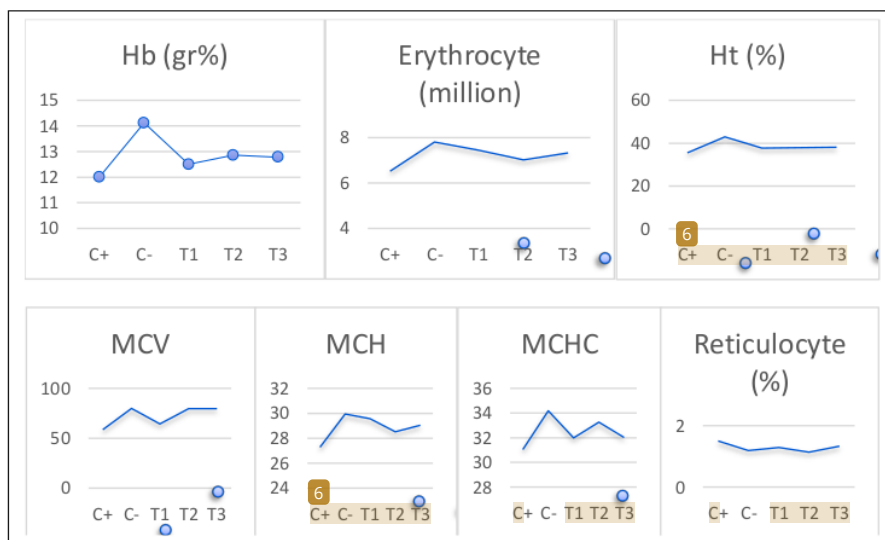 Hb (gr%)
15
14
13
12
11
10
C+ C- T1 T2 T3
Erythrocyte
(million)
8
6
4
C+ C- T1 T2 T3
Ht (%)
60
40
20
0
6
C+ C- T1 T2 T3
MCV
100
50
0
C+ C- T1 T2 T3
MCH
32
30
28
26
24
6
C+ C- T1 T2 T3
MCHC
36
34
32
30
28
C+ C- T1 T2 T3
Reticulocyte
(%)
2
0
C+ C- T1 T2 T3